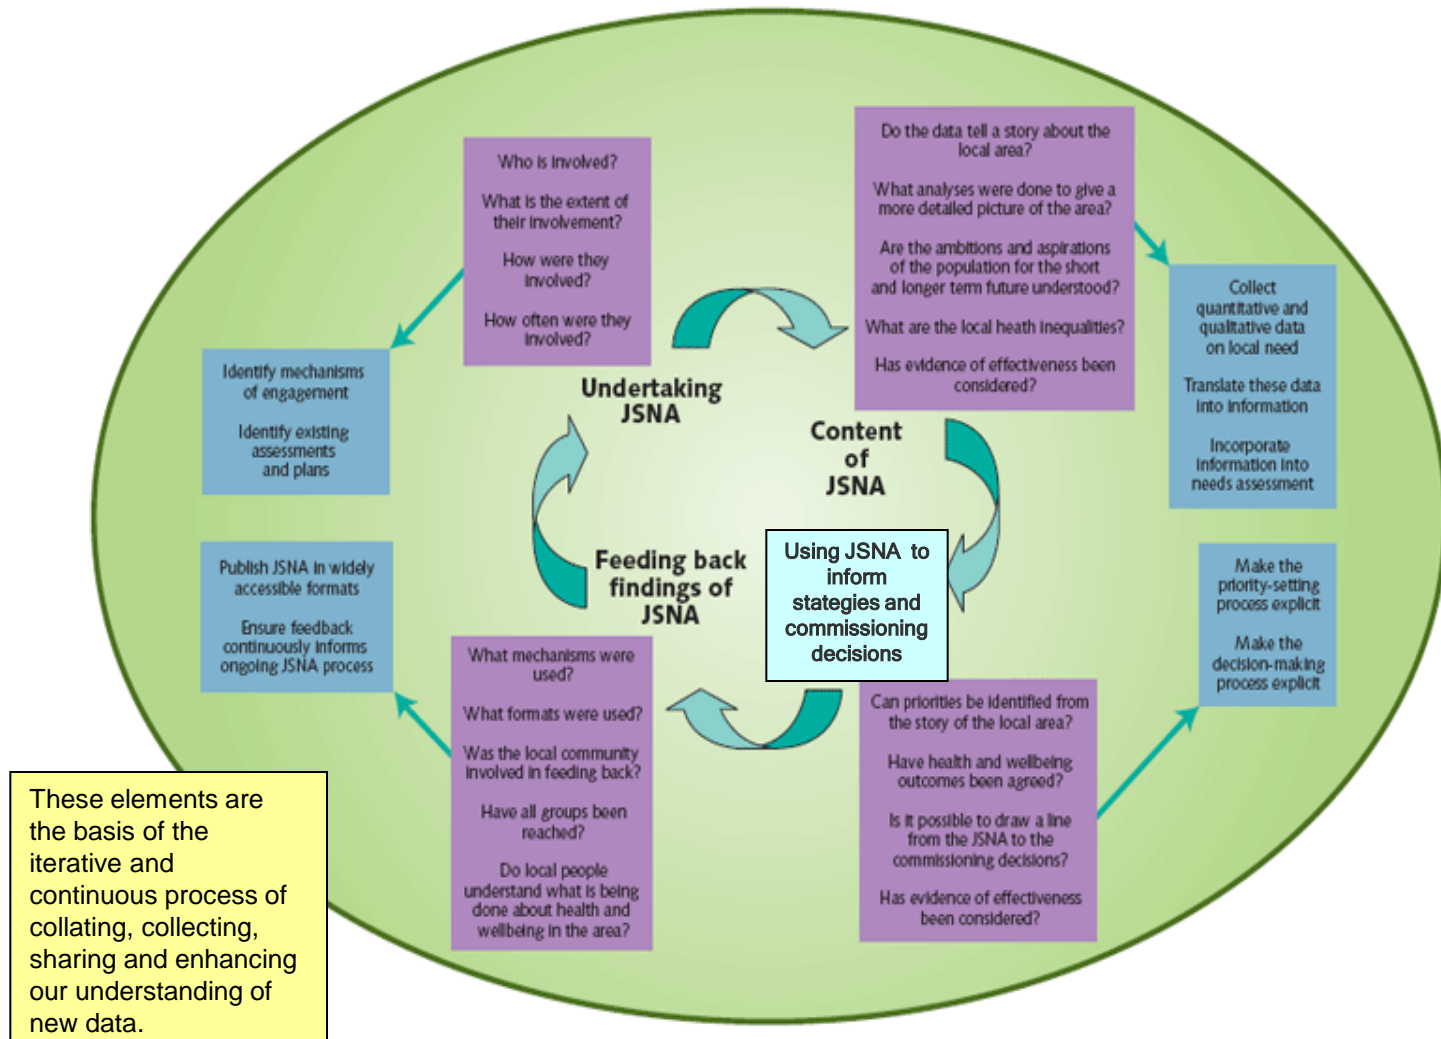 Who is involved?
What is the extent of
their involvement?
How were they
involved?
How often were they
involved?
Do the data tell a story about the
local area?
What analyses were done to give a
more detailed picture of the area?
Are the ambitions and aspirations
of the population for the short
and longer term future understood?
What are the local heath inequalities?
Has evidence of effectiveness been
considered?
Identify mechanisms
of engagement
Identify existing
assessments
and plans
Undertaking
JSNA
Content
of
JSNA
Collect
quantitative and
qualitative data
on local need
Translate these data
into information
Incorporate
information into
needs assessment
Publish JSNA in widely
accessible formats
Ensure feedback
continuously informs
ongoing JSNA process
Feeding back
findings of
JSNA
Using JSNA to
inform
stategies and
commissioning
decisions
Make the
priority-setting
process explicit
Make the
decision-making
process explicit
What mechanisms were
used?
What formats were used?
Was the local community
involved in feeding back?
Have all groups been
reached?
Do local people
understand what is being
done about health and
wellbeing in the area?
Can priorities be identified from
the story of the local area?
Have health and wellbeing
outcomes been agreed?
Is it possible to draw a line
from the JSNA to the
commissioning decisions?
Has evidence of effectiveness
been considered?
These elements are
the basis of the
iterative and
continuous process of
collating, collecting,
sharing and enhancing
our understanding of
new data.